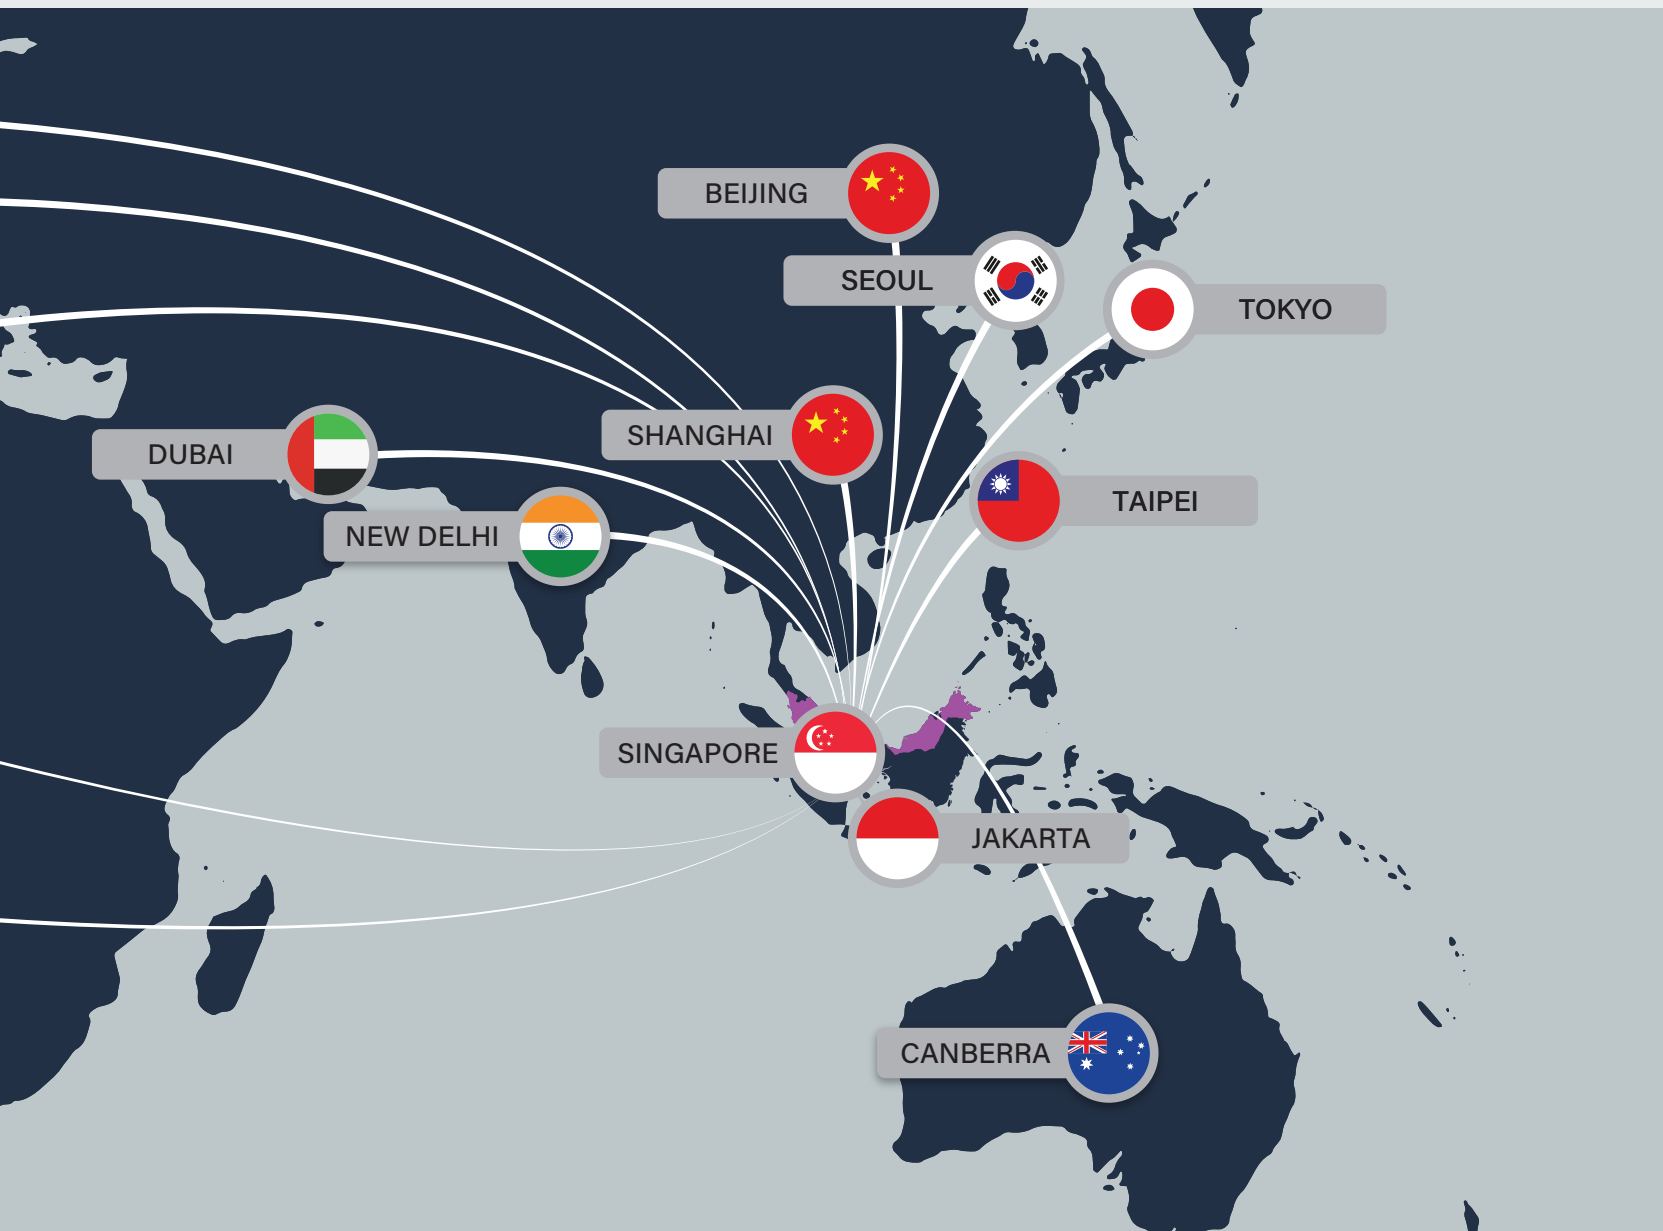 BEIJING
SEOUL
TOKYO
SHANGHAI
DUBAI
TAIPEI
NEW DELHI
SINGAPORE
JAKARTA
CANBERRA